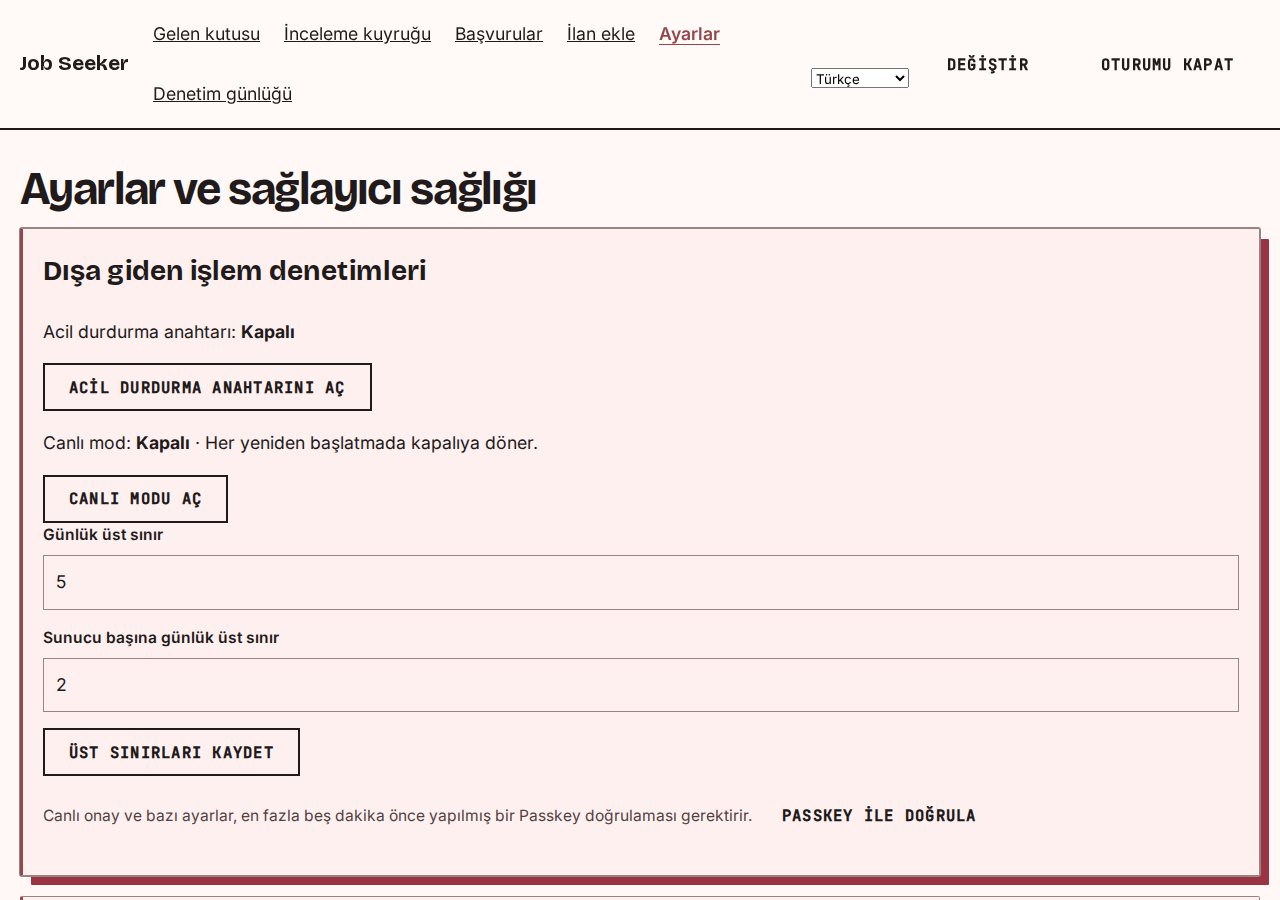 Job Seeker
Gelen kutusu İnceleme kuyruğu Başvurular İlan ekle Ayarlar
Denetim günlüğü
Türkçe
DEĞİŞTİR
OTURUMU KAPAT
Ayarlar ve sağlayıcı sağlığı
Dışa giden işlem denetimleri
Acil durdurma anahtarı: Kapalı
ACİL DURDURMA ANAHTARINI AÇ
Canlı mod: Kapalı · Her yeniden başlatmada kapalıya döner.
CANLI MODU AÇ
Günlük üst sınır
5
Sunucu başına günlük üst sınır
2
ÜST SINIRLARI KAYDET
Canlı onay ve bazı ayarlar, en fazla beş dakika önce yapılmış bir Passkey doğrulaması gerektirir. PASSKEY İLE DOĞRULA